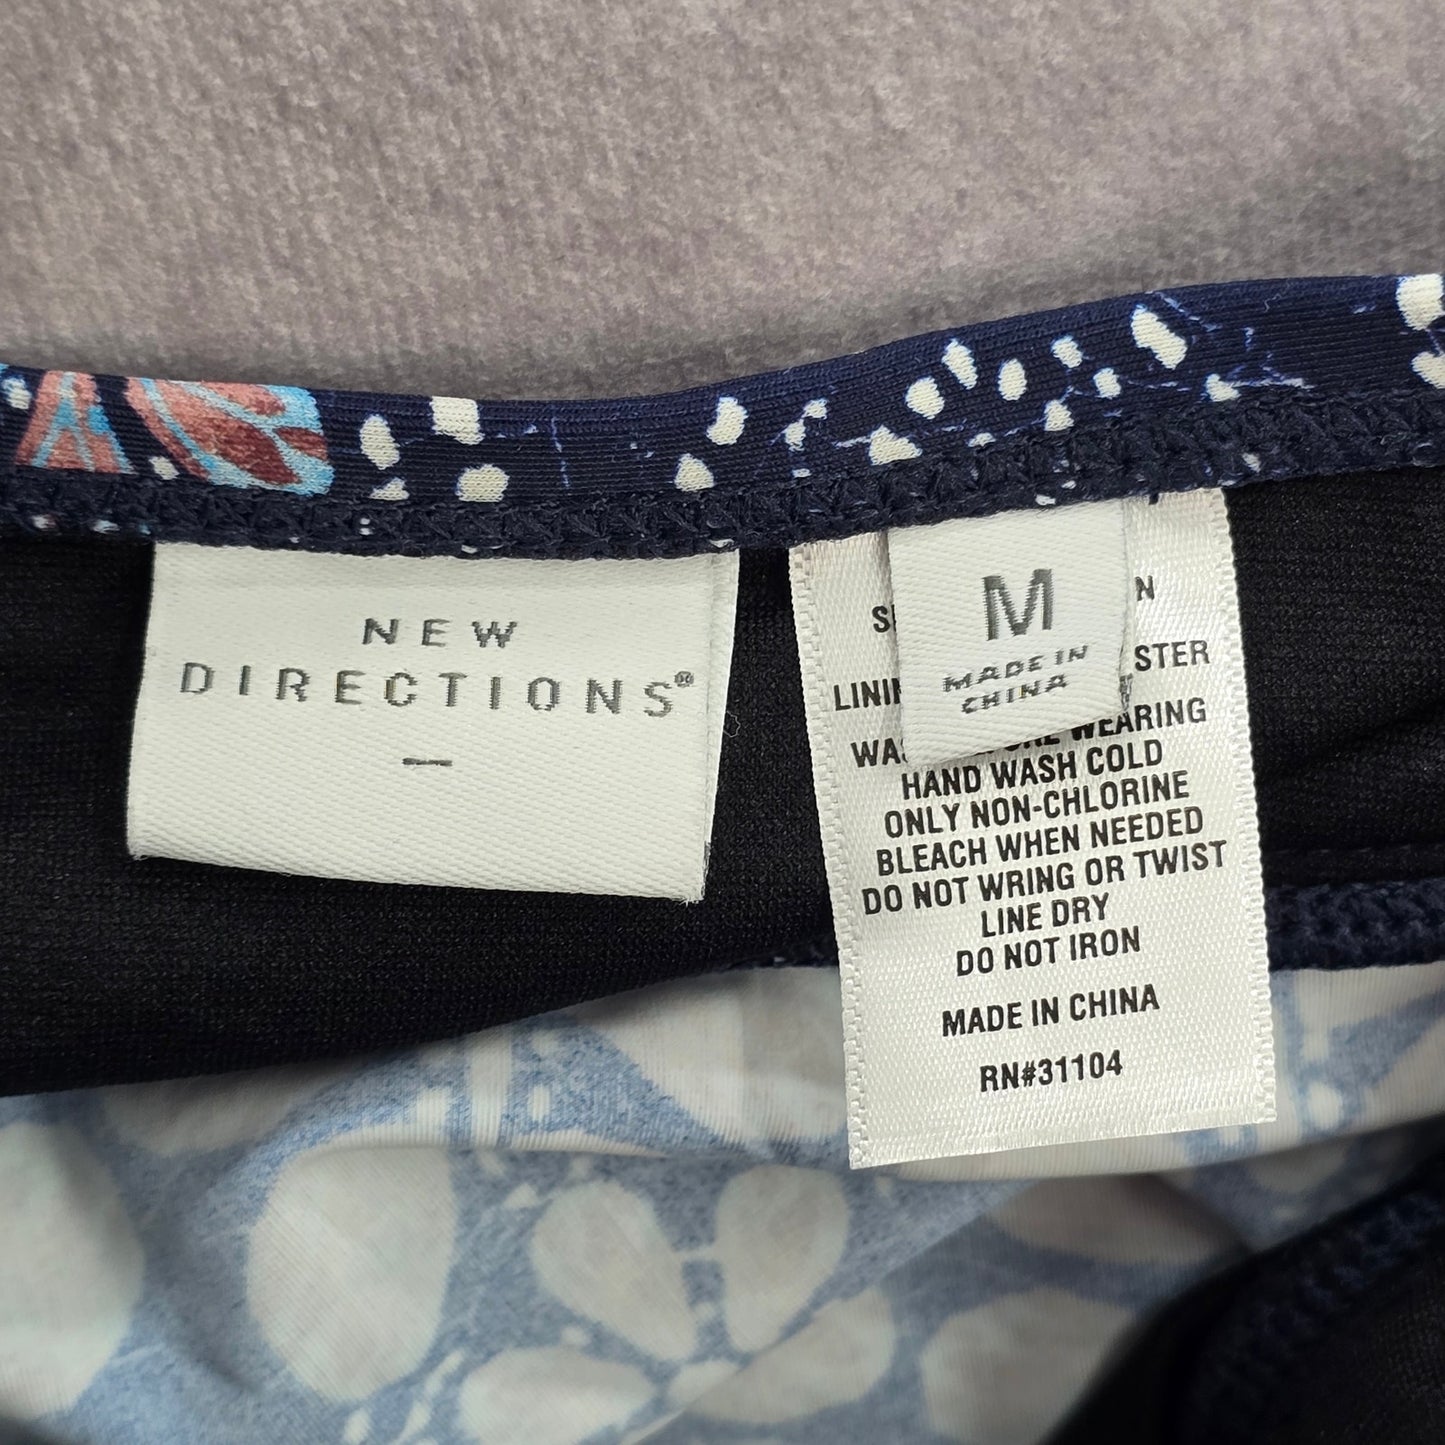 NEW
DIRECTIONS®
M
MADE IN
CHINA
WEARING
HAND WASH COLD
ONLY NON-CHLORINE
BLEACH WHEN NEEDED
DO NOT WRING OR TWIST
LINE DRY
DO NOT IRON
MADE IN CHINA
RN#31104